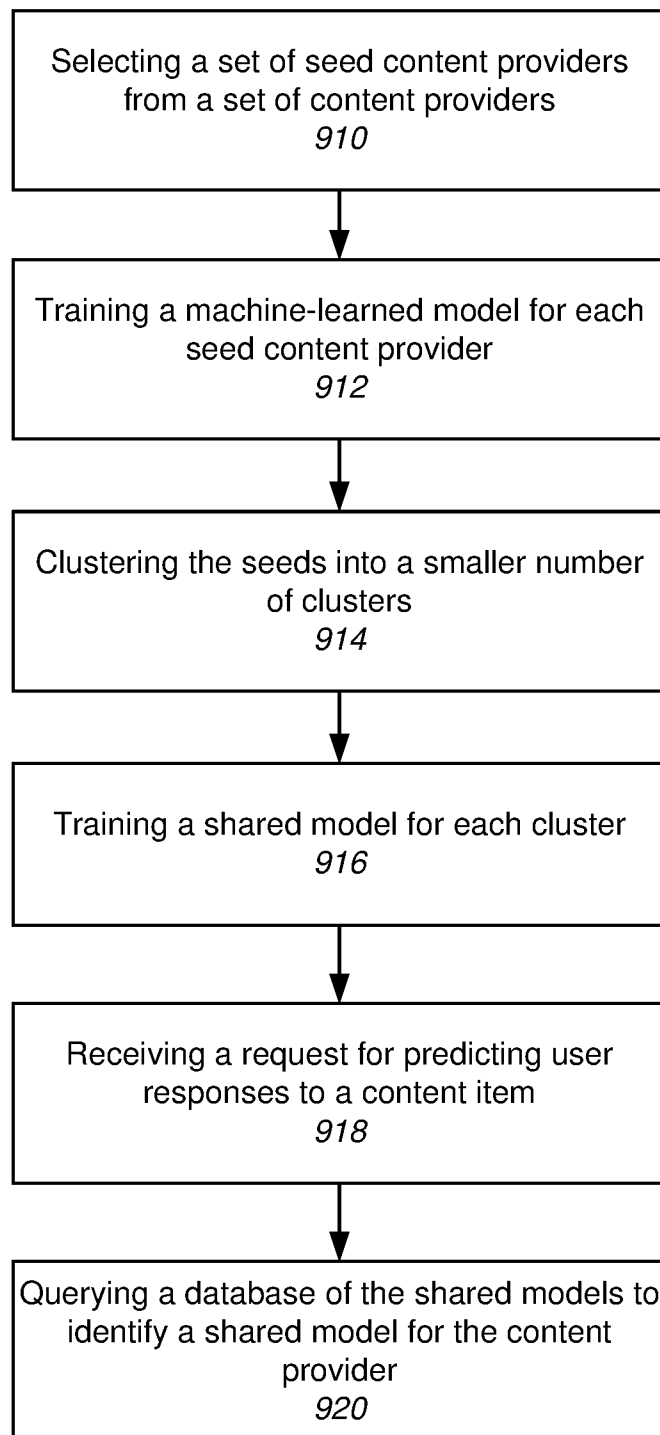 Selecting a set of seed content providers
from a set of content providers
910
Training a machine-learned model for each
seed content provider
912
Clustering the seeds into a smaller number
of clusters
914
Training a shared model for each cluster
916
Receiving a request for predicting user
responses to a content item
918
Querying a database of the shared models to
identify a shared model for the content
provider
920